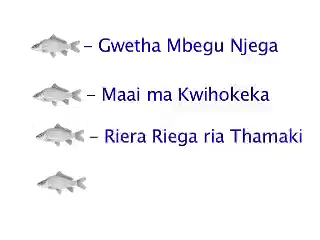 – Gwetha Mbegu Njega
– Maai ma Kwihokeka
– Riera Riega ria Thamaki